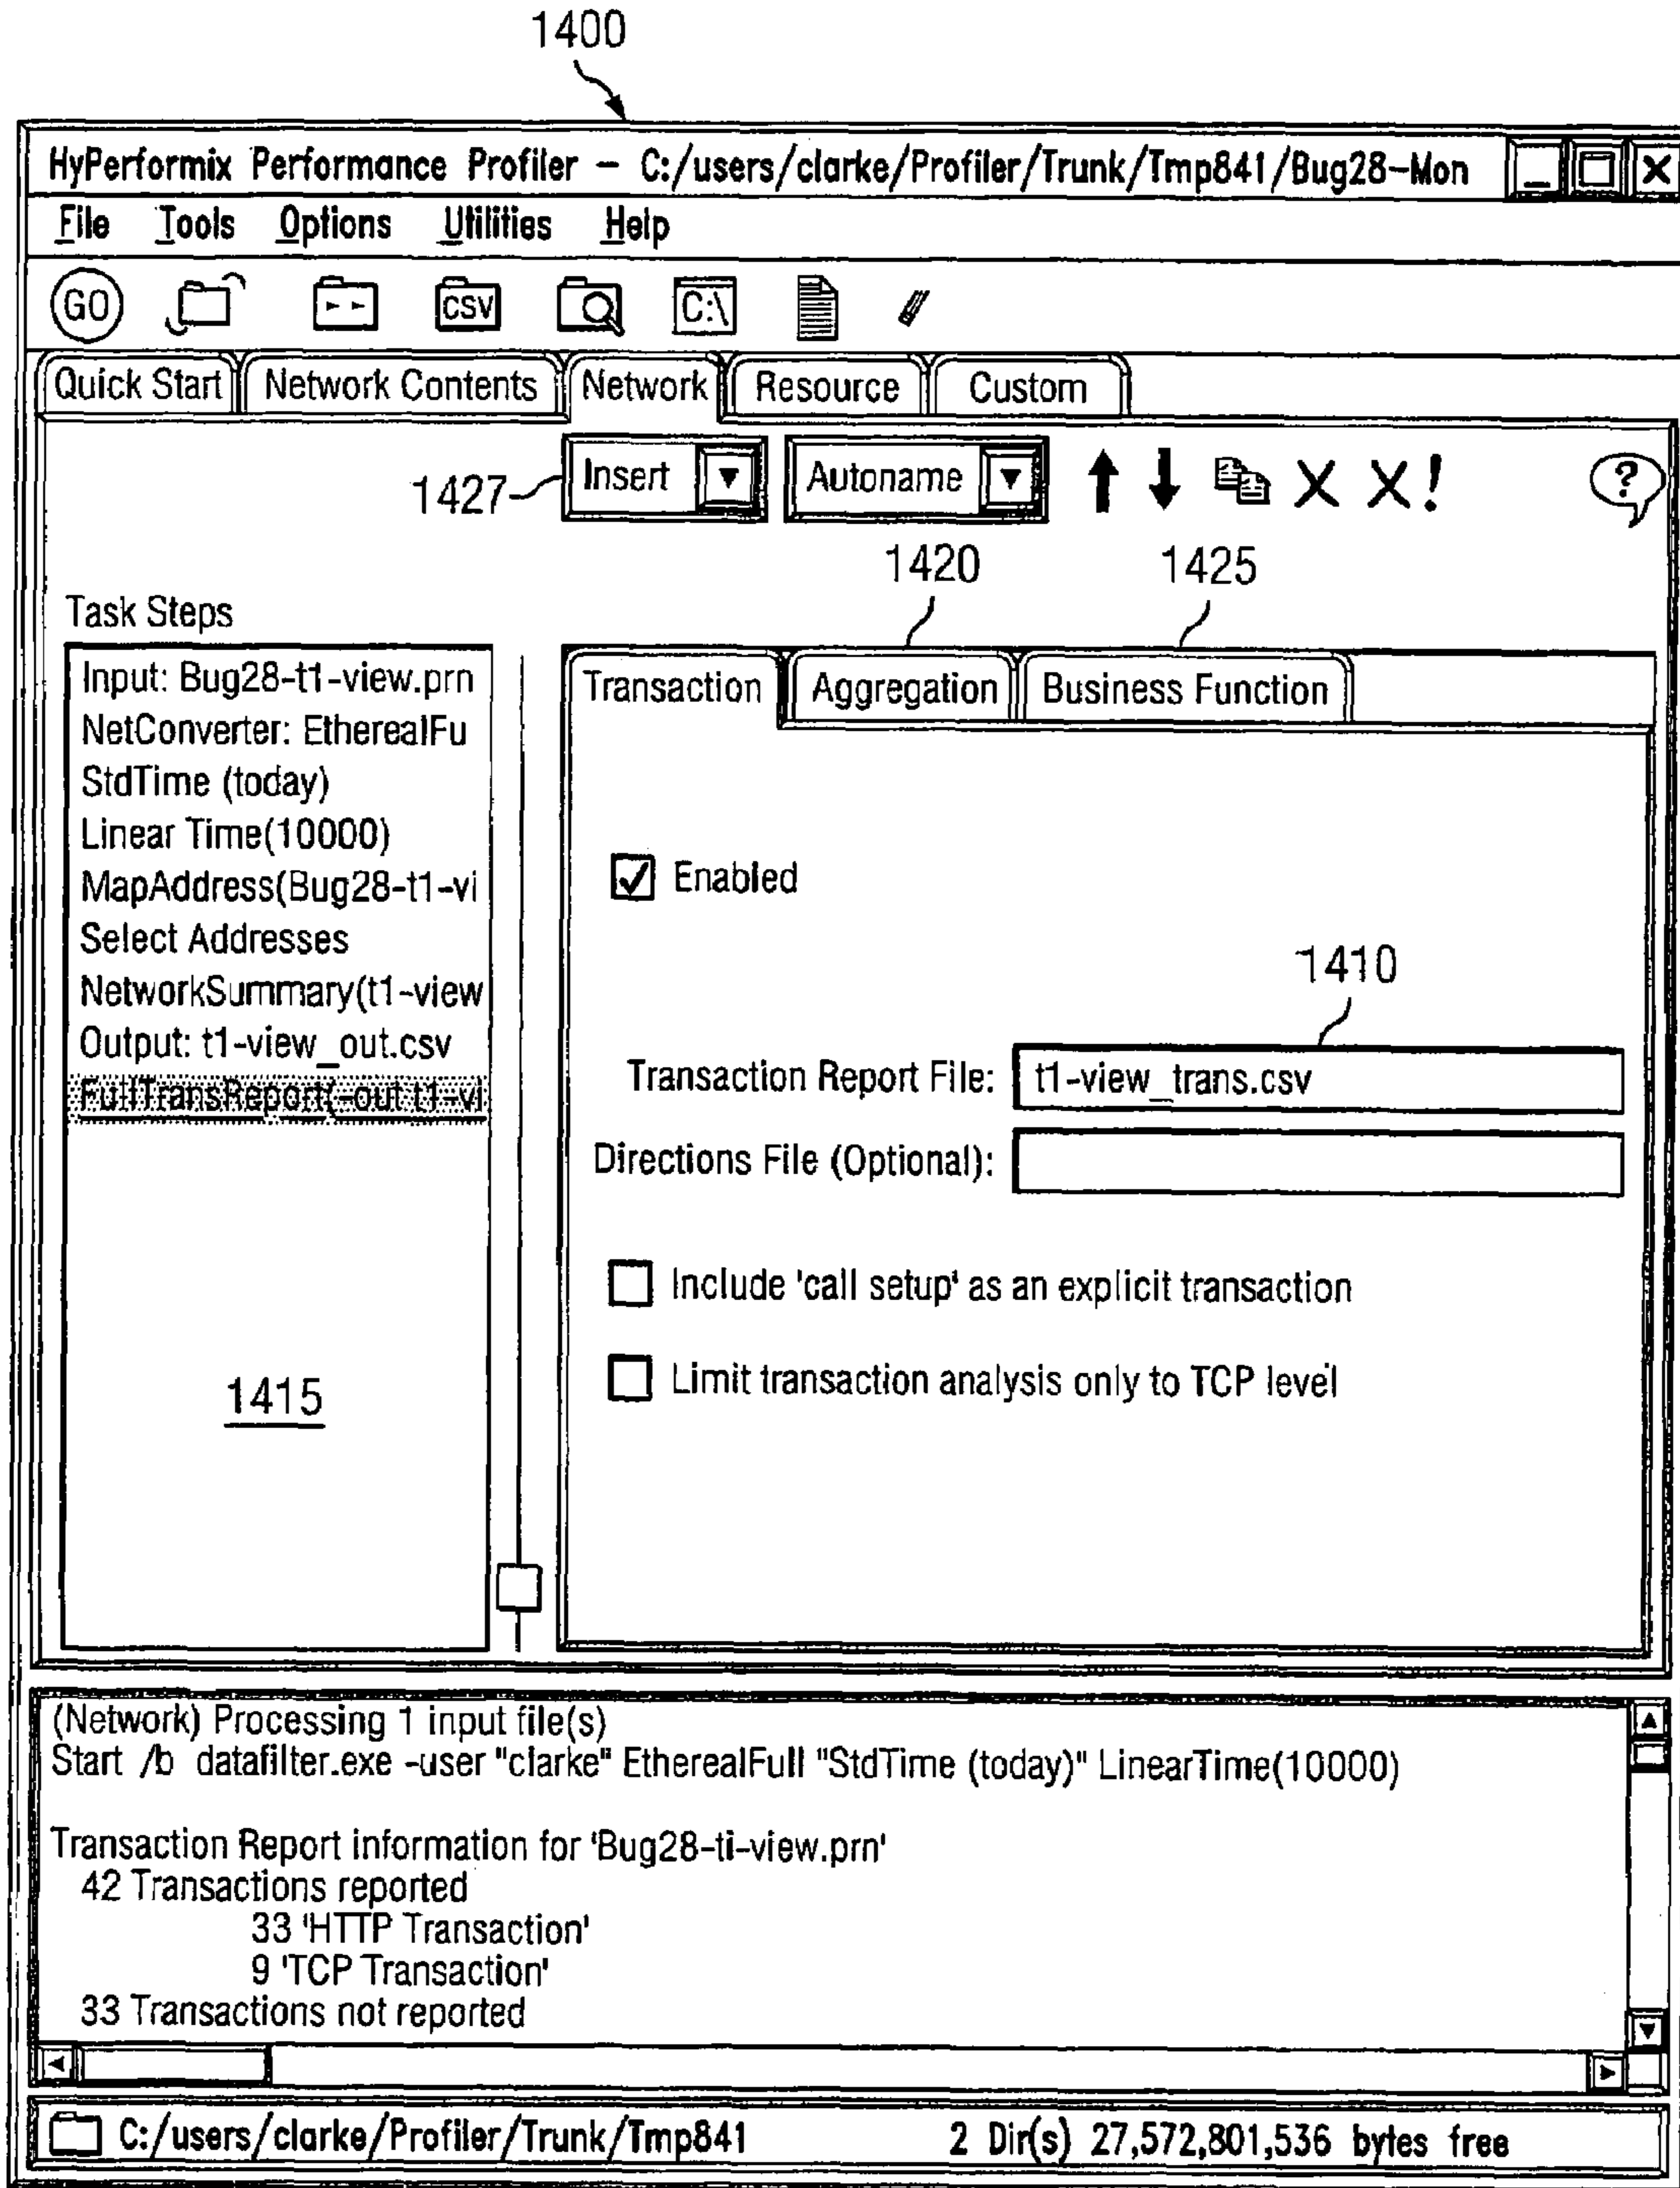 1400
HyPerformix Performance Profiler – C:/users/clarke/Profiler/Trunk/Tmp841/Bug28-Mon
File Tools Options Utilities Help
GO CSV C:\
Quick Start Network Contents Network Resource Custom
1427 Insert Autoname X X! ?
1420 1425
Task Steps
Input: Bug28-t1-view.prn
NetConverter: EtherealFu
StdTime (today)
Linear Time(10000)
MapAddress(Bug28-t1-vi
Select Addresses
NetworkSummary(t1-view
Output: t1-view_out.csv
FullTransReport(-out t1-vi
1415
Transaction Aggregation Business Function
Enabled
1410
Transaction Report File: t1-view_trans.csv
Directions File (Optional):
Include 'call setup' as an explicit transaction
Limit transaction analysis only to TCP level
(Network) Processing 1 input file(s)
Start /b datafilter.exe -user "clarke" EtherealFull "StdTime (today)" LinearTime(10000)
Transaction Report information for 'Bug28-ti-view.prn'
42 Transactions reported
33 'HTTP Transaction'
9 'TCP Transaction'
33 Transactions not reported
C:/users/clarke/Profiler/Trunk/Tmp841 2 Dir(s) 27,572,801,536 bytes free